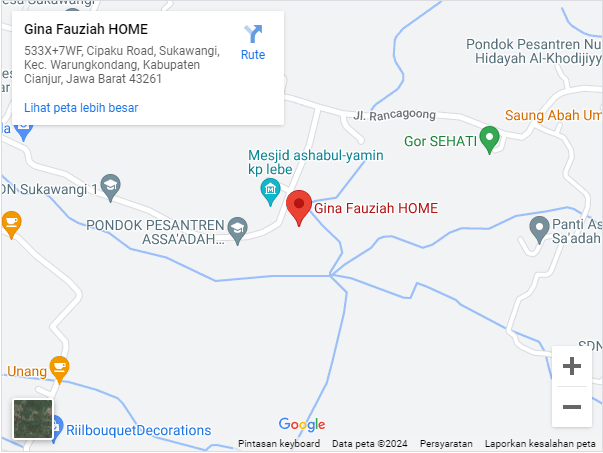 Gina Fauziah HOME
533X+7WF, Cipaku Road, Sukawangi,
Kec. Warungkondang, Kabupaten
Cianjur, Jawa Barat 43261
Rute
Lihat peta lebih besar
Pondok Pesantren Nu
Hidayah Al-Khodijiyy
Jl. Rancagoong
Saung Abah Um
Gor SEHATI
Mesjid ashabul-yamin
kp lebe
DN Sukawangi 1
Gina Fauziah HOME
PONDOK PESANTREN
ASSA'ADAH...
Panti As
Sa'adah
SDN
Unang
RiilbouquetDecorations
Google
Pintasan keyboard
Data peta ©2024
Persyaratan
Laporkan kesalahan peta